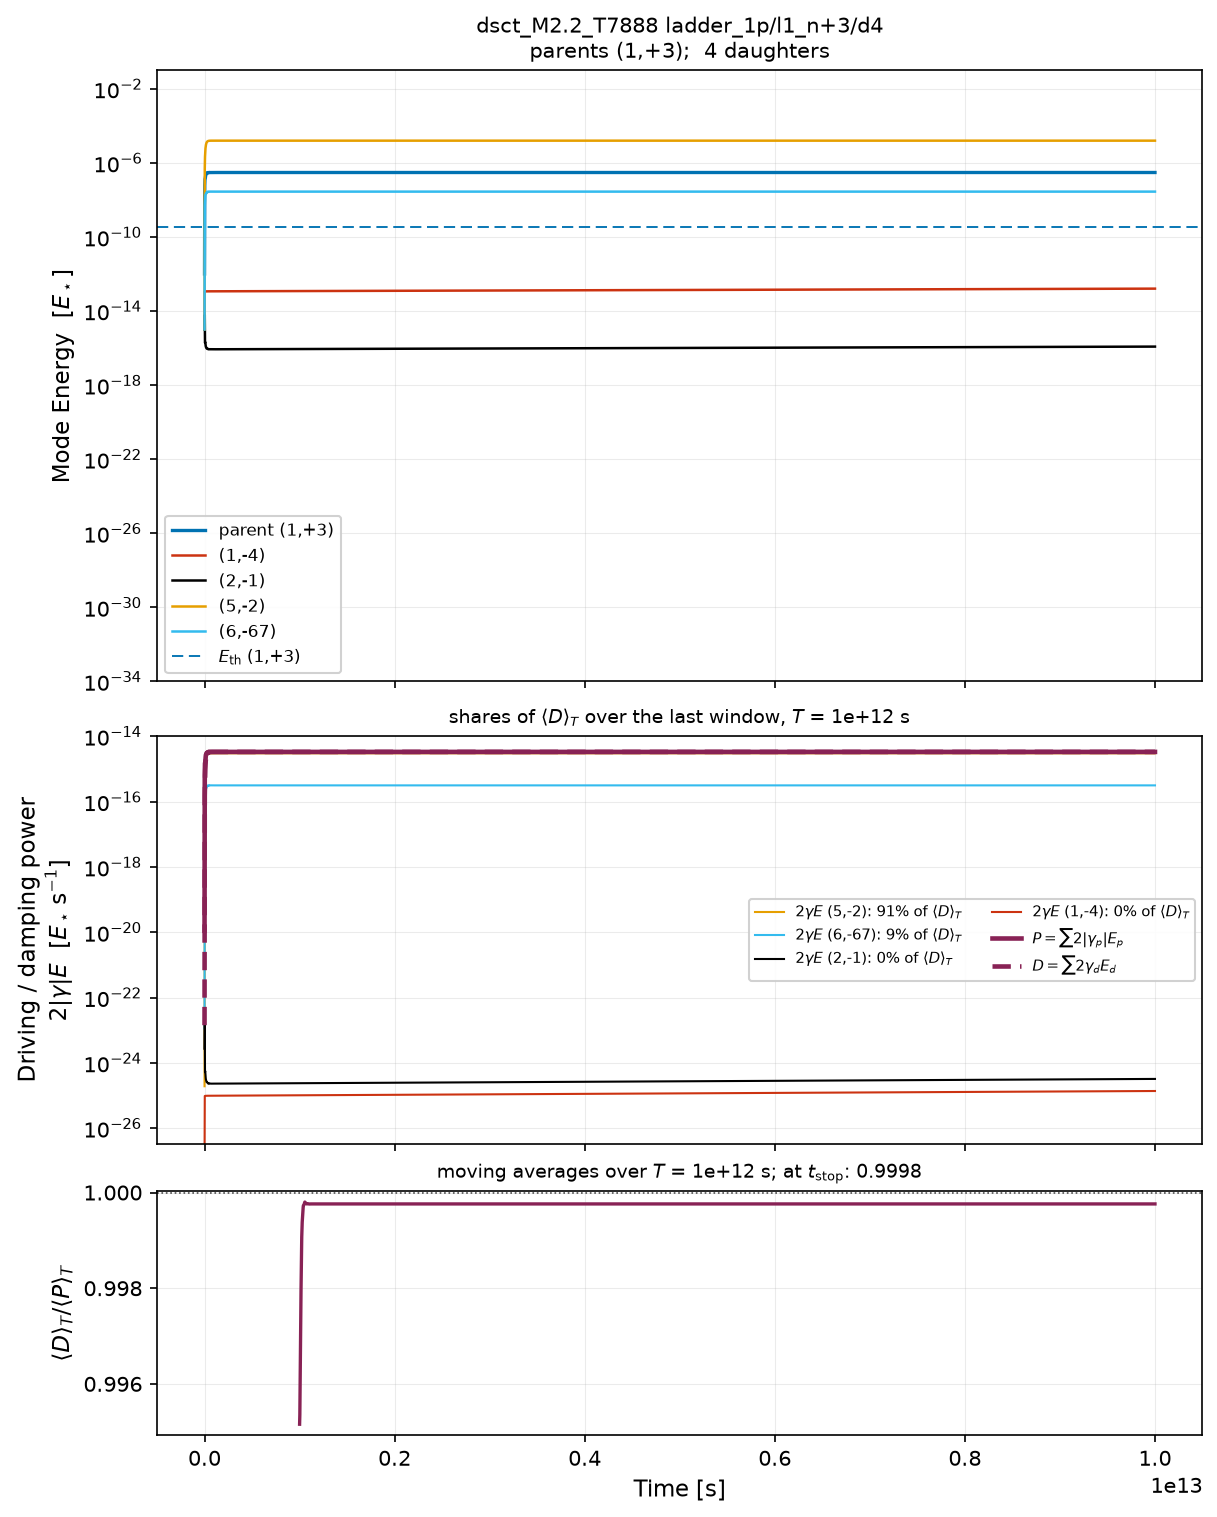 dsct_M2.2_T7888 ladder_1p/l1_n+3/d4
parents (1,+3);  4 daughters
10⁻²
10⁻⁶
10⁻¹⁰
10⁻¹⁴
10⁻¹⁸
10⁻²²
10⁻²⁶
10⁻³⁰
10⁻³⁴
Mode Energy  [E⋆]
parent (1,+3)
(1,-4)
(2,-1)
(5,-2)
(6,-67)
E_th (1,+3)
shares of ⟨D⟩_T over the last window, T = 1e+12 s
10⁻¹⁴
10⁻¹⁶
10⁻¹⁸
10⁻²⁰
10⁻²²
10⁻²⁴
10⁻²⁶
Driving / damping power
2|γ|E  [E⋆ s⁻¹]
2γE (5,-2): 91% of ⟨D⟩_T
2γE (6,-67): 9% of ⟨D⟩_T
2γE (2,-1): 0% of ⟨D⟩_T
2γE (1,-4): 0% of ⟨D⟩_T
P = ∑2|γ_p|E_p
D = ∑2γ_dE_d
moving averages over T = 1e+12 s; at t_stop: 0.9998
1.000
0.998
0.996
⟨D⟩_T/⟨P⟩_T
0.0 0.2 0.4 0.6 0.8 1.0
1e13
Time [s]